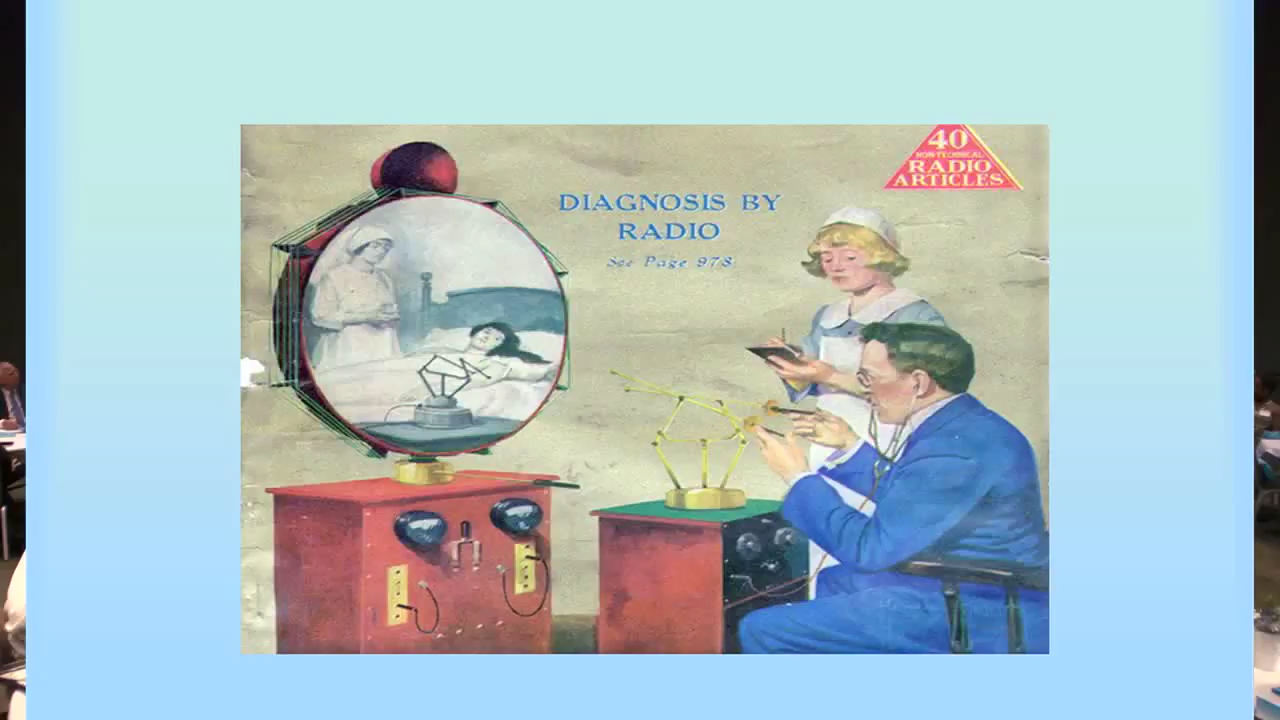 DIAGNOSIS BY
RADIO
See Page 978
40
NON-TECHNICAL
RADIO
ARTICLES